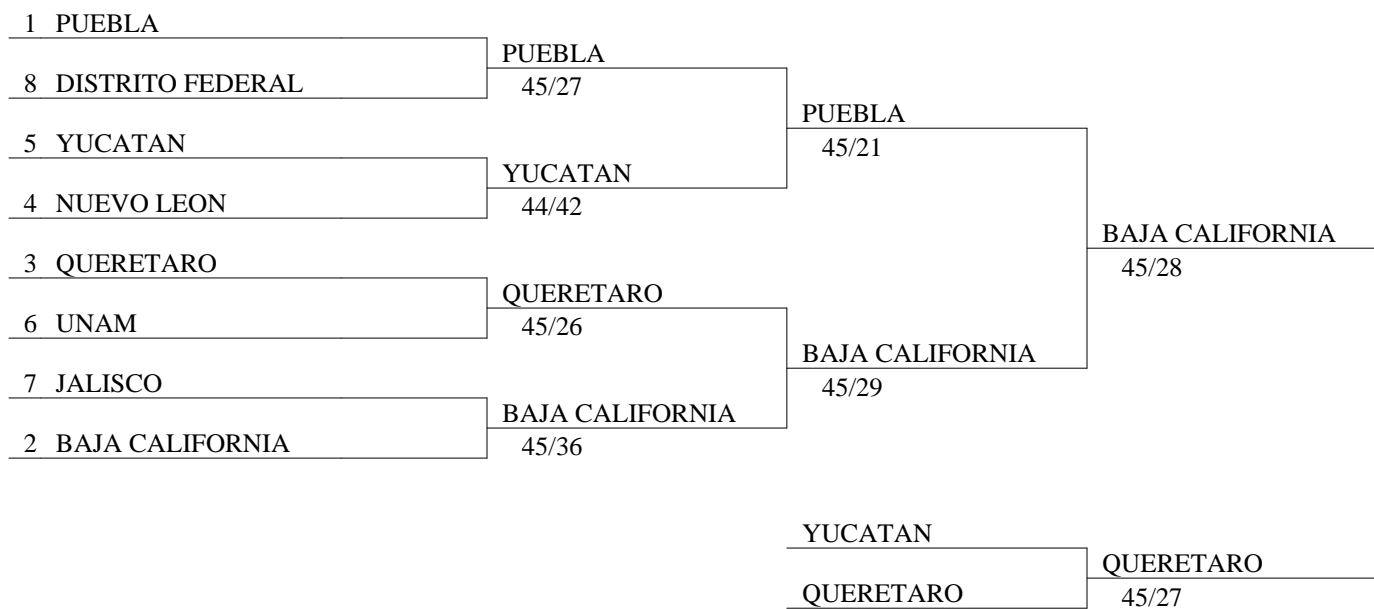 1 PUEBLA
PUEBLA
8 DISTRITO FEDERAL
45/27
PUEBLA
5 YUCATAN
45/21
YUCATAN
4 NUEVO LEON
44/42
BAJA CALIFORNIA
3 QUERETARO
45/28
QUERETARO
6 UNAM
45/26
BAJA CALIFORNIA
7 JALISCO
45/29
BAJA CALIFORNIA
2 BAJA CALIFORNIA
45/36
YUCATAN
QUERETARO
QUERETARO
45/27